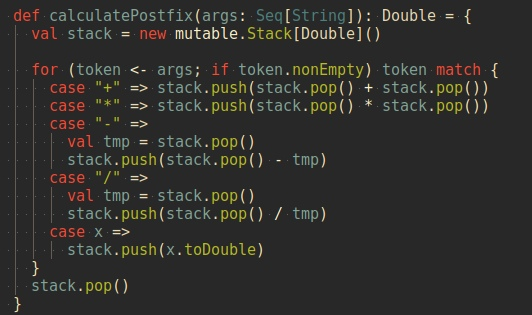 def calculatePostfix(args: Seq[String]): Double = {
  val stack = new mutable.Stack[Double]()

  for (token <- args; if token.nonEmpty) token match {
    case "+" => stack.push(stack.pop() + stack.pop())
    case "*" => stack.push(stack.pop() * stack.pop())
    case "-" =>
      val tmp = stack.pop()
      stack.push(stack.pop() - tmp)
    case "/" =>
      val tmp = stack.pop()
      stack.push(stack.pop() / tmp)
    case x =>
      stack.push(x.toDouble)
  }
  stack.pop()
}